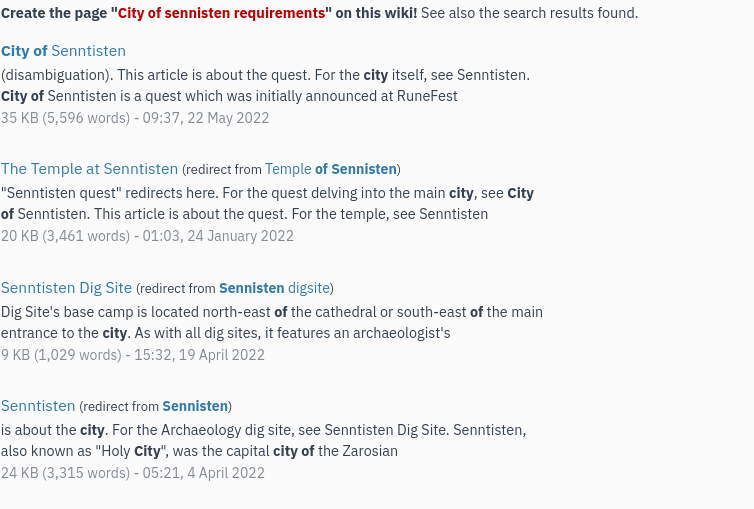 Create the page "City of sennisten requirements" on this wiki! See also the search results found.
City of Senntisten
(disambiguation). This article is about the quest. For the city itself, see Senntisten.
City of Senntisten is a quest which was initially announced at RuneFest
35 KB (5,596 words) - 09:37, 22 May 2022
The Temple at Senntisten (redirect from Temple of Sennisten)
"Senntisten quest" redirects here. For the quest delving into the main city, see City
of Senntisten. This article is about the quest. For the temple, see Senntisten
20 KB (3,461 words) - 01:03, 24 January 2022
Senntisten Dig Site (redirect from Sennisten digsite)
Dig Site's base camp is located north-east of the cathedral or south-east of the main
entrance to the city. As with all dig sites, it features an archaeologist's
9 KB (1,029 words) - 15:32, 19 April 2022
Senntisten (redirect from Sennisten)
is about the city. For the Archaeology dig site, see Senntisten Dig Site. Senntisten,
also known as "Holy City", was the capital city of the Zarosian
24 KB (3,315 words) - 05:21, 4 April 2022